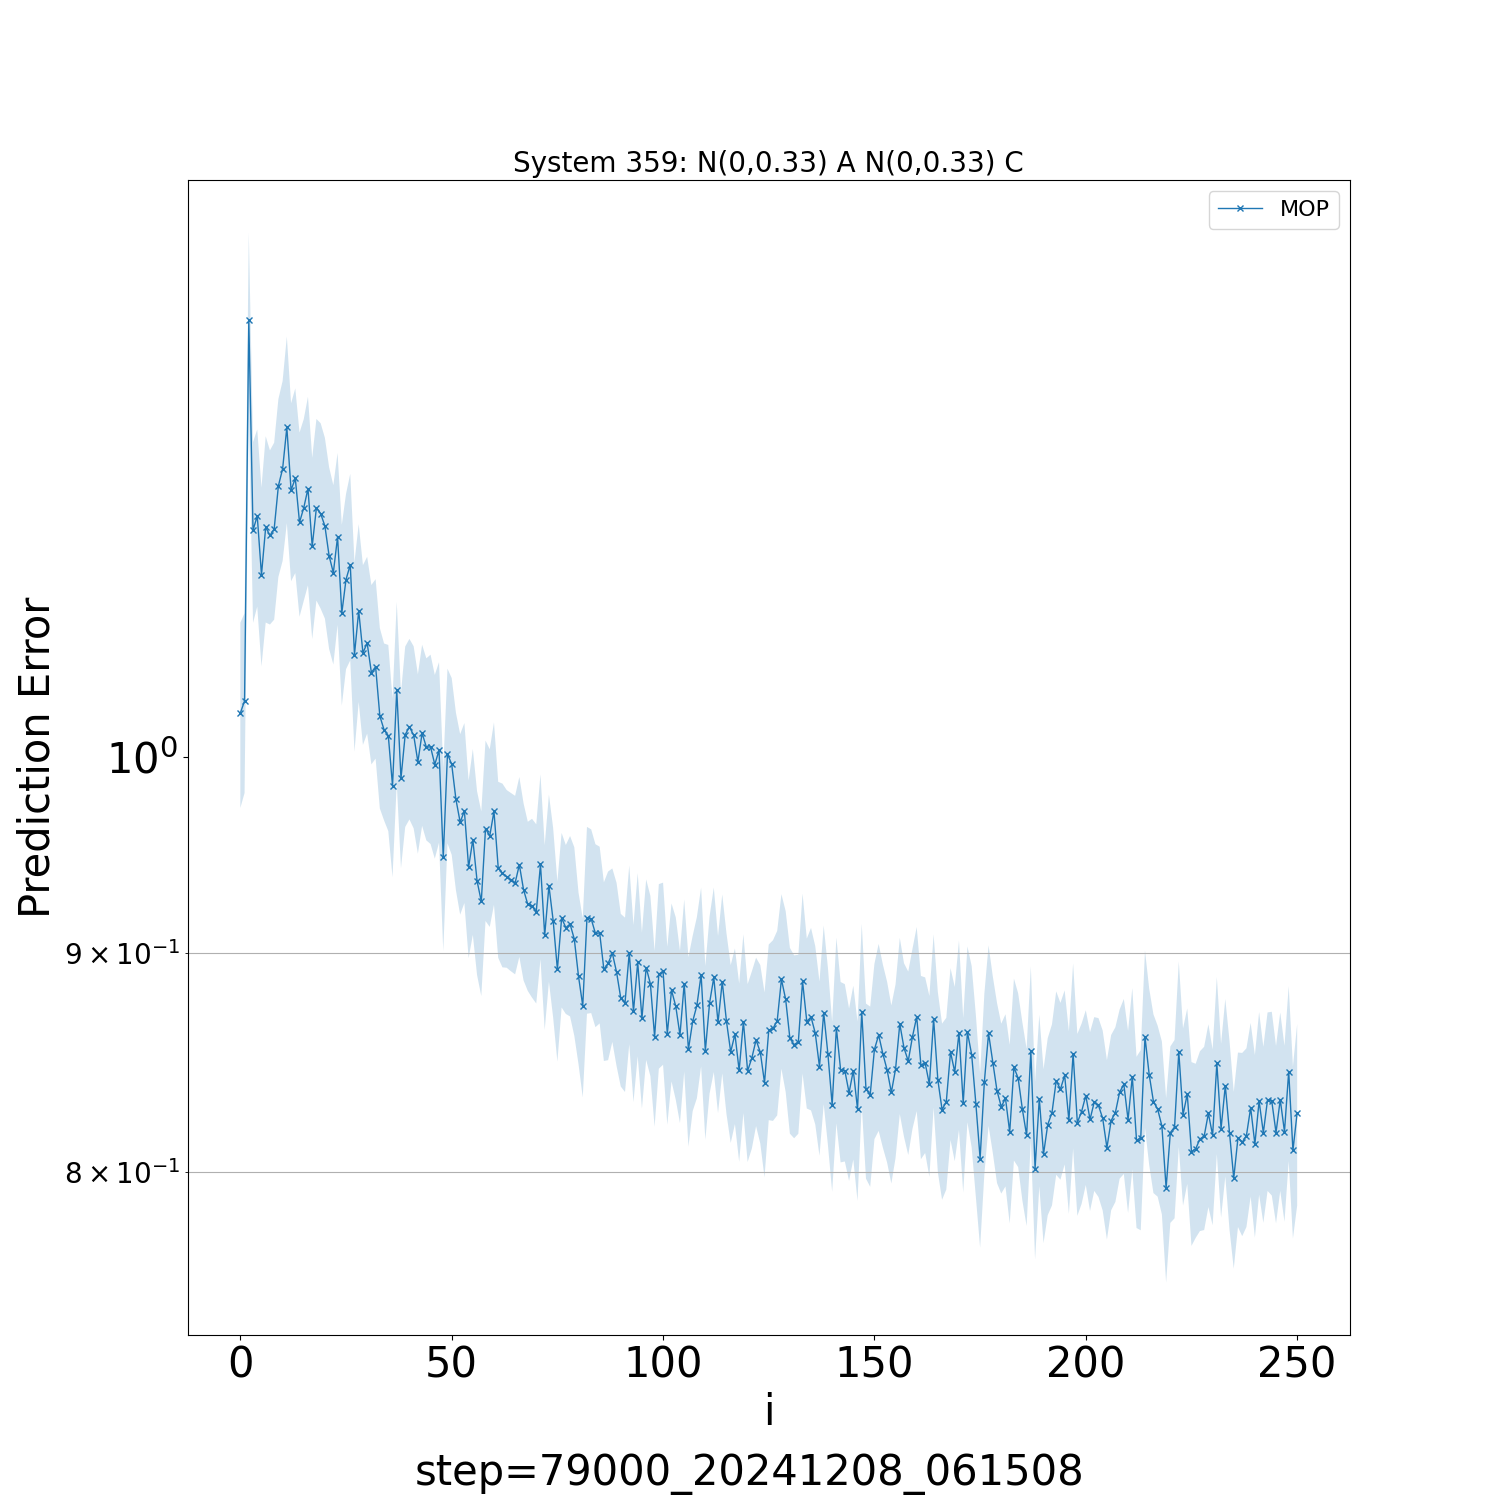 System 359: N(0,0.33) A N(0,0.33) C
MOP
Prediction Error
10⁰
9 × 10⁻¹
8 × 10⁻¹
0 50 100 150 200 250
i
step=79000_20241208_061508